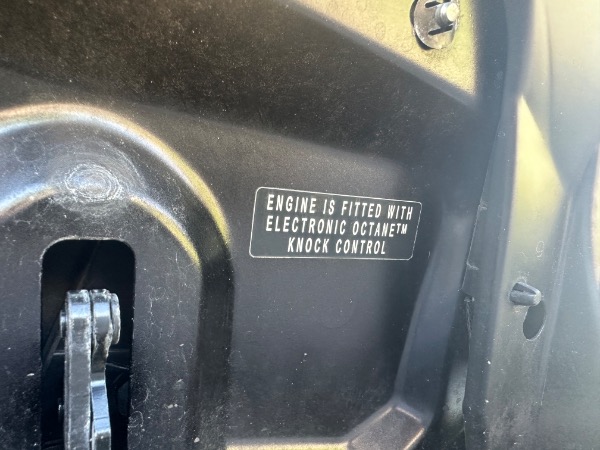 ENGINE IS FITTED WITH
ELECTRONIC OCTANE™
KNOCK CONTROL